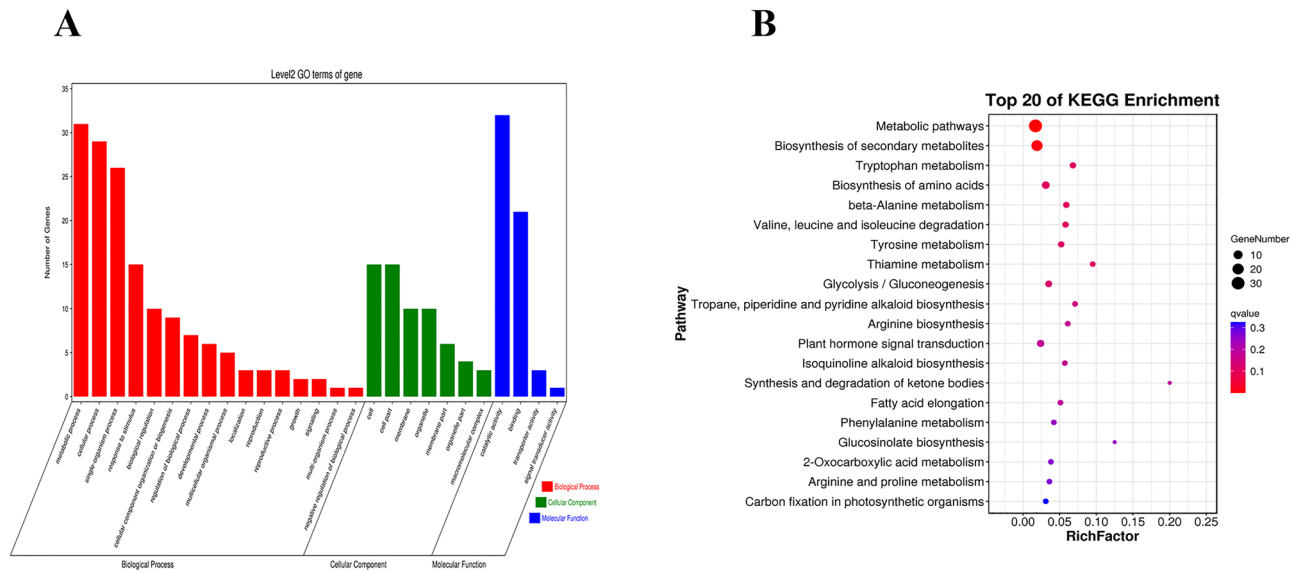 A
Level2 GO terms of gene
Number of Genes
35
30
25
20
15
10
5
0
metabolic process
cellular process
single-organism process
response to stimulus
biological regulation
cellular component organization or biogenesis
regulation of biological process
developmental process
multicellular organismal process
localization
reproduction
reproductive process
growth
signaling
multi-organism process
negative regulation of biological process
cell
cell part
membrane
organelle
membrane part
organelle part
macromolecular complex
catalytic activity
binding
transporter activity
signal transducer activity
Biological Process
Cellular Component
Molecular Function
Biological Process
Cellular Component
Molecular Function
B
Top 20 of KEGG Enrichment
Pathway
Metabolic pathways
Biosynthesis of secondary metabolites
Tryptophan metabolism
Biosynthesis of amino acids
beta-Alanine metabolism
Valine, leucine and isoleucine degradation
Tyrosine metabolism
Thiamine metabolism
Glycolysis / Gluconeogenesis
Tropane, piperidine and pyridine alkaloid biosynthesis
Arginine biosynthesis
Plant hormone signal transduction
Isoquinoline alkaloid biosynthesis
Synthesis and degradation of ketone bodies
Fatty acid elongation
Phenylalanine metabolism
Glucosinolate biosynthesis
2-Oxocarboxylic acid metabolism
Arginine and proline metabolism
Carbon fixation in photosynthetic organisms
0.00 0.05 0.10 0.15 0.20 0.25
RichFactor
GeneNumber
10
20
30
qvalue
0.3
0.2
0.1